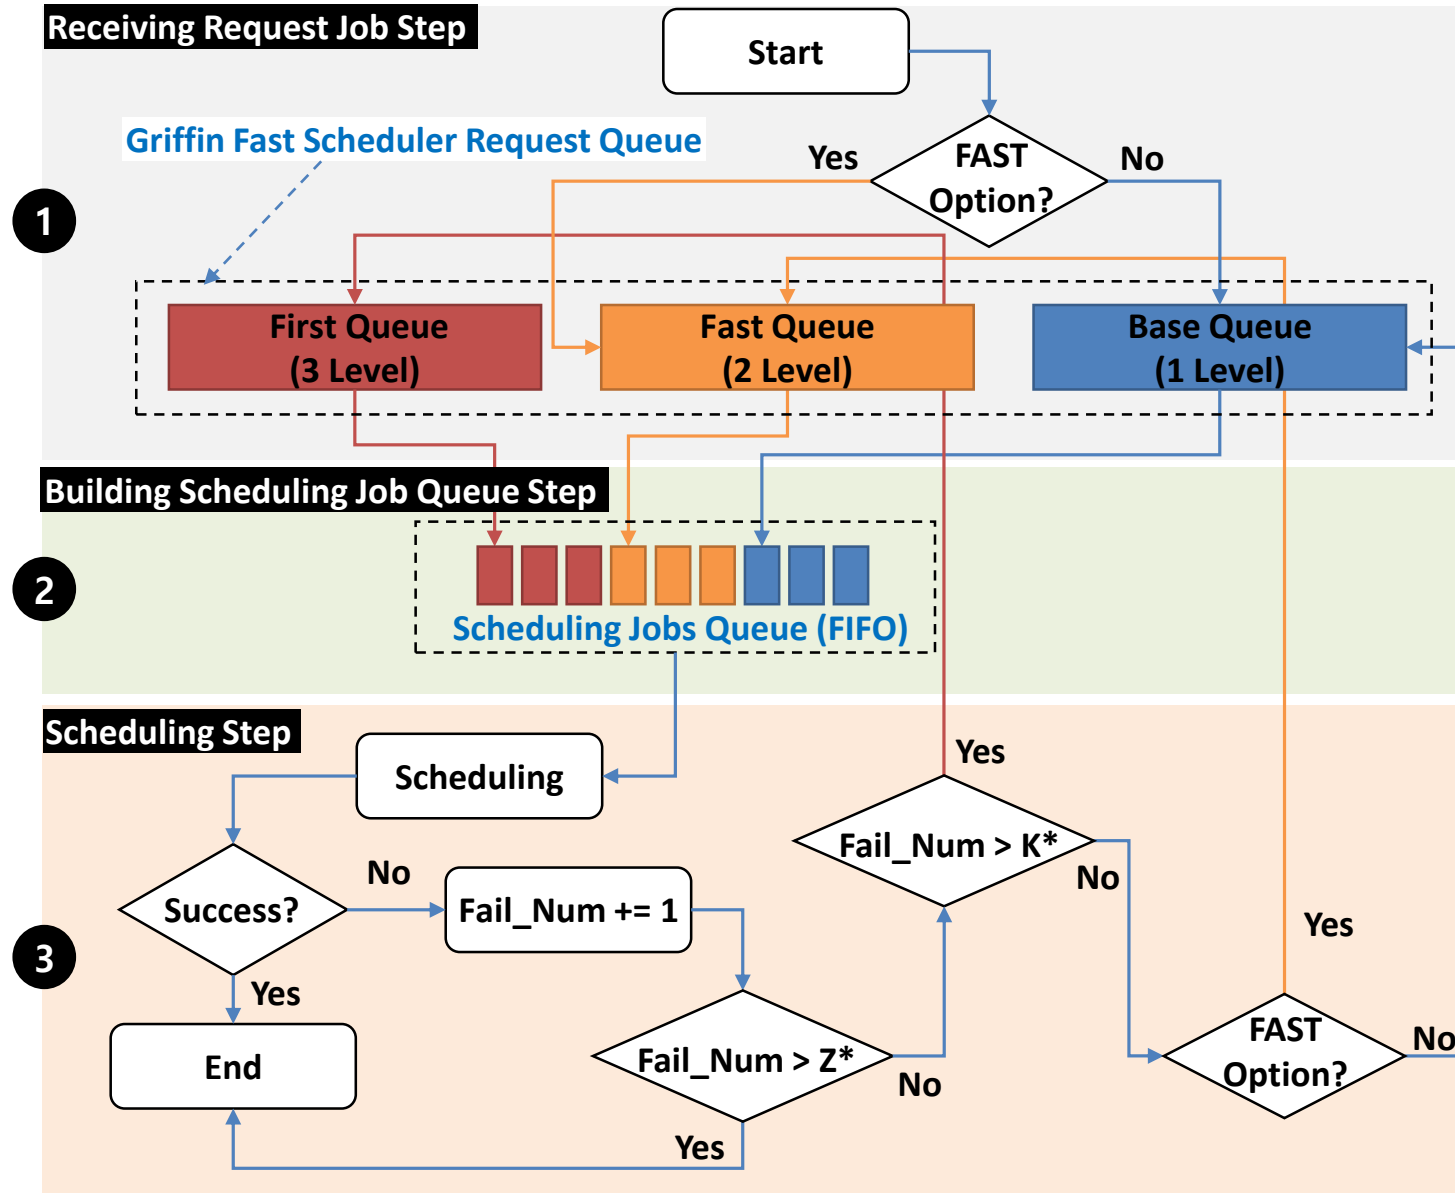 Receiving Request Job Step
Start
Griffin Fast Scheduler Request Queue
Yes
FAST
Option?
No
1
First Queue
(3 Level)
Fast Queue
(2 Level)
Base Queue
(1 Level)
Building Scheduling Job Queue Step
2
Scheduling Jobs Queue (FIFO)
Scheduling Step
Scheduling
Yes
Fail_Num > K*
No
No
Success?
Fail_Num += 1
Yes
3
Yes
FAST
Option?
No
End
Fail_Num > Z*
No
Yes